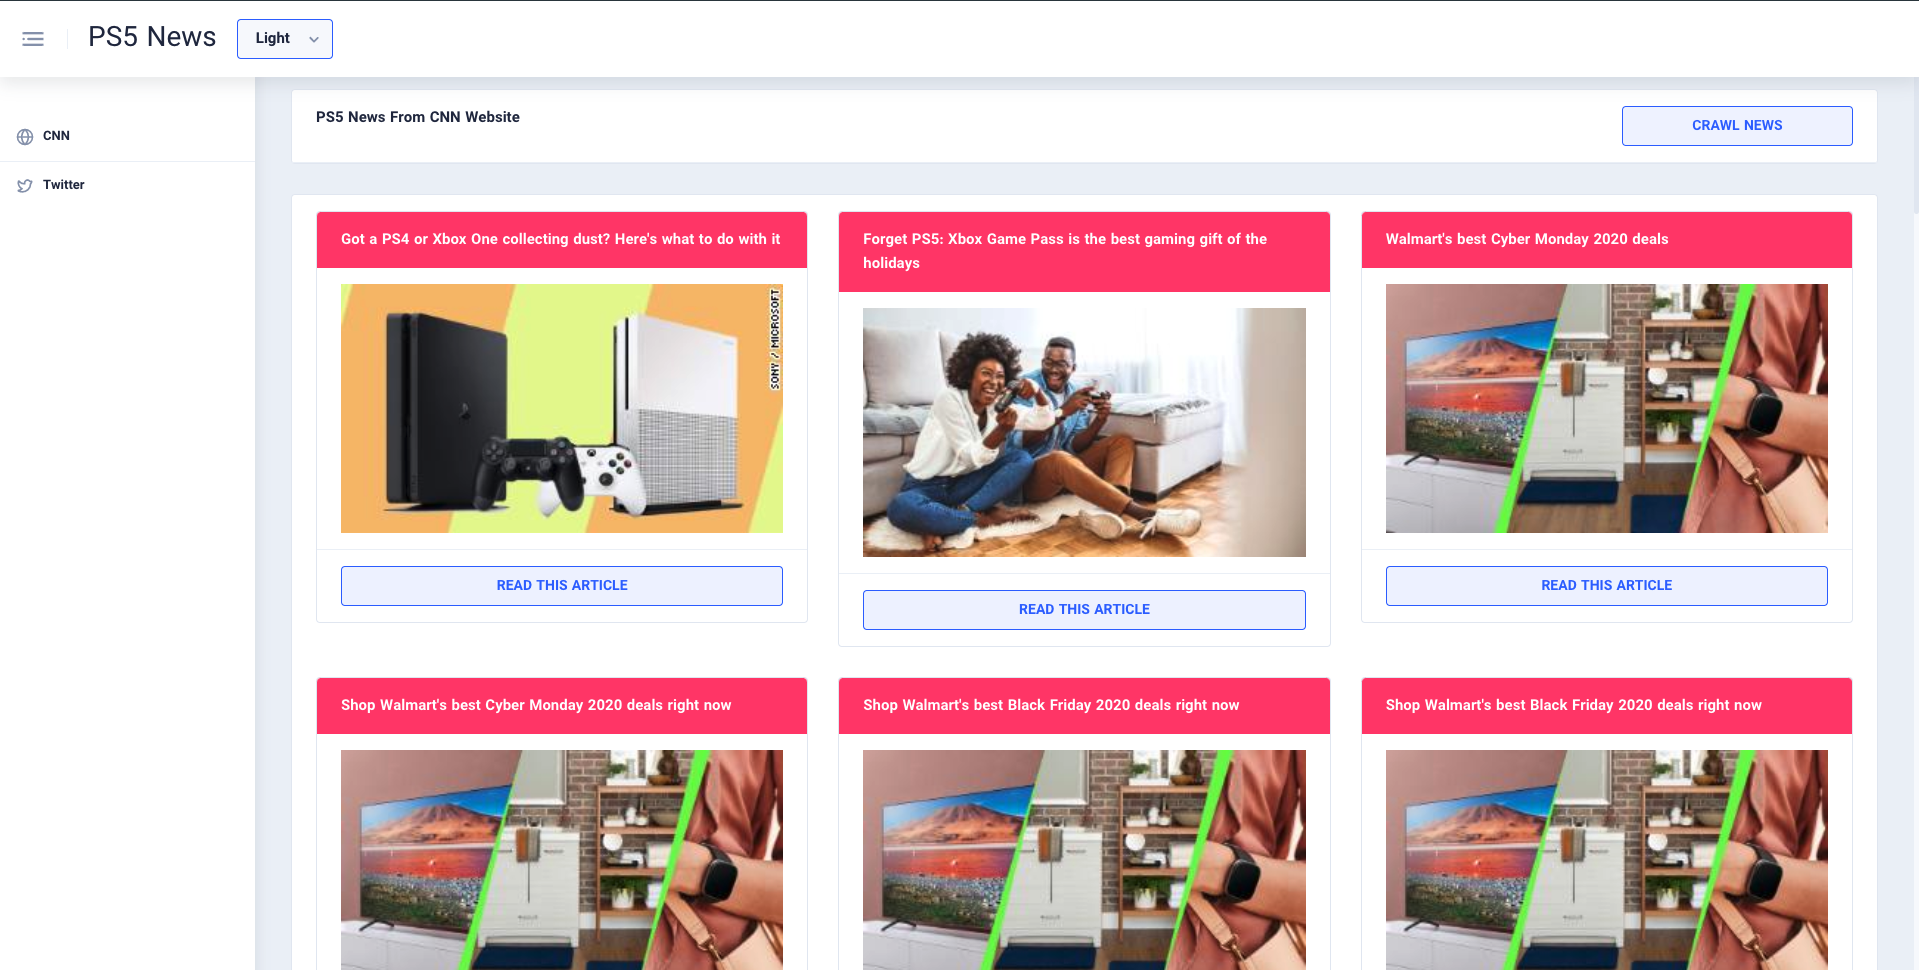 PS5 News
Light
CNN
Twitter
PS5 News From CNN Website
CRAWL NEWS
Got a PS4 or Xbox One collecting dust? Here's what to do with it
SONY / MICROSOFT
READ THIS ARTICLE
Forget PS5: Xbox Game Pass is the best gaming gift of the
holidays
READ THIS ARTICLE
Walmart's best Cyber Monday 2020 deals
READ THIS ARTICLE
Shop Walmart's best Cyber Monday 2020 deals right now
Shop Walmart's best Black Friday 2020 deals right now
Shop Walmart's best Black Friday 2020 deals right now